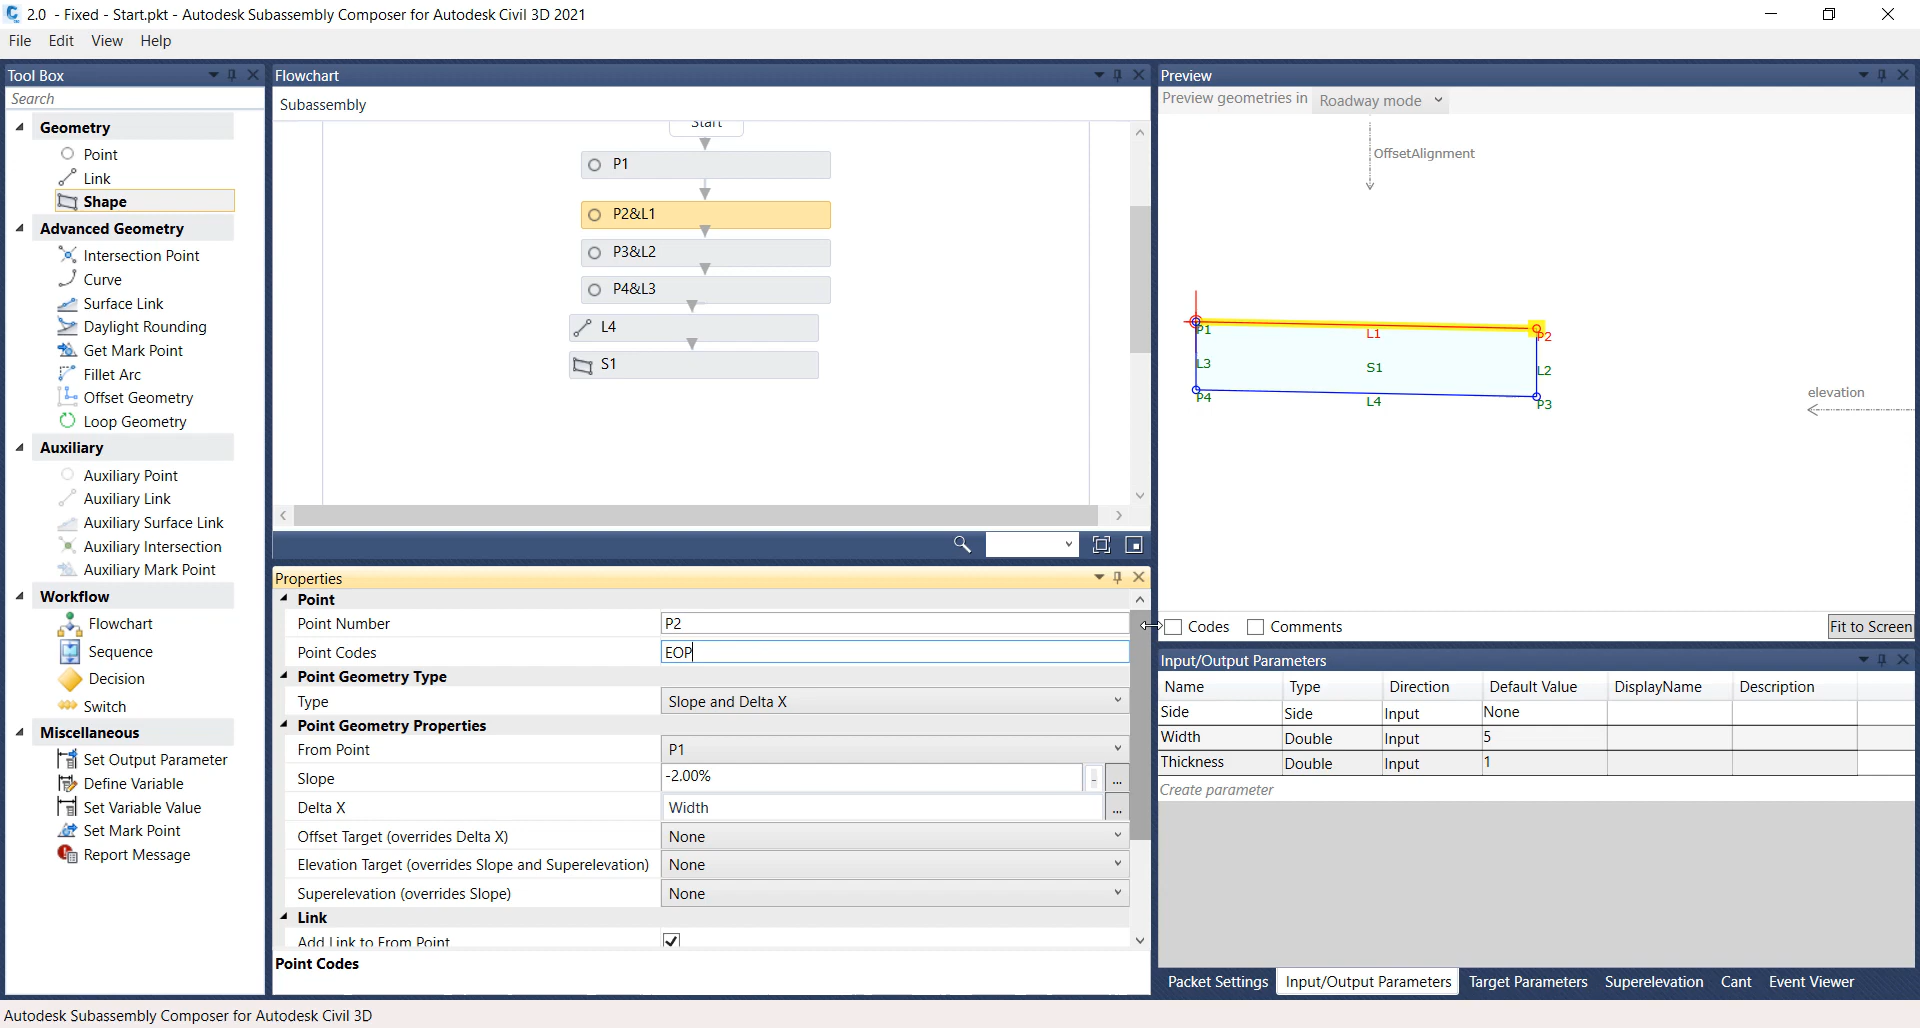 2.0 - Fixed - Start.pkt - Autodesk Subassembly Composer for Autodesk Civil 3D 2021
File Edit View Help
Tool Box
Search
Geometry
Point
Link
Shape
Advanced Geometry
Intersection Point
Curve
Surface Link
Daylight Rounding
Get Mark Point
Fillet Arc
Offset Geometry
Loop Geometry
Auxiliary
Auxiliary Point
Auxiliary Link
Auxiliary Surface Link
Auxiliary Intersection
Auxiliary Mark Point
Workflow
Flowchart
Sequence
Decision
Switch
Miscellaneous
Set Output Parameter
Define Variable
Set Variable Value
Set Mark Point
Report Message
Flowchart
Subassembly
Start
P1
P2&L1
P3&L2
P4&L3
L4
S1
Properties
Point
Point Number P2
Point Codes EOP
Point Geometry Type
Type Slope and Delta X
Point Geometry Properties
From Point P1
Slope -2.00% - ...
Delta X Width ...
Offset Target (overrides Delta X) None
Elevation Target (overrides Slope and Superelevation) None
Superelevation (overrides Slope) None
Link
Add Link to From Point
Point Codes
Preview
Preview geometries in Roadway mode
OffsetAlignment
P1 L1 P2
L3 S1 L2
P4 L4 P3
elevation
Codes Comments Fit to Screen
Input/Output Parameters
Name Type Direction Default Value DisplayName Description
Side Side Input None
Width Double Input 5
Thickness Double Input 1
Create parameter
Packet Settings Input/Output Parameters Target Parameters Superelevation Cant Event Viewer
Autodesk Subassembly Composer for Autodesk Civil 3D